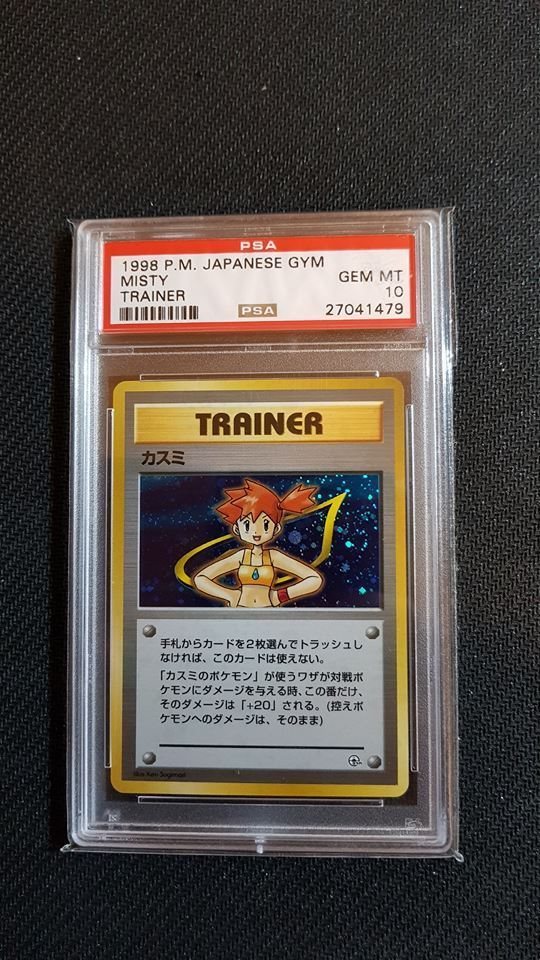 PSA
1998 P.M. JAPANESE GYM
MISTY GEM MT
TRAINER 10
PSA 27041479
TRAINER
カスミ
手札からカードを2枚選んでトラッシュし
なければ、このカードは使えない。
「カスミのポケモン」が使うワザが対戦ポ
ケモンにダメージを与える時、この番だけ、
そのダメージは「+20」される。(控え
ポケモンへのダメージは、そのまま)
Illus. Ken Sugimori